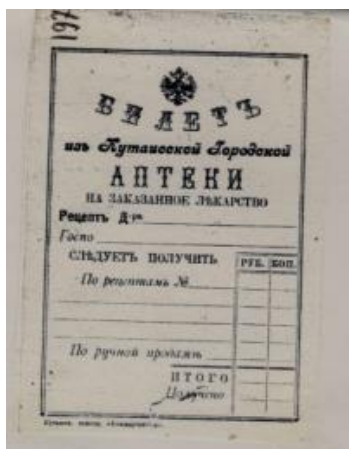 197
БИЛЕТЪ
изъ Кутаисской Городской
АПТЕКИ
НА ЗАКАЗАННОЕ ЛѢКАРСТВО
Рецептъ Д-ра
Госпо
СЛѢДУЕТЪ ПОЛУЧИТЬ
РУБ. КОП.
По рецептамъ №
По ручной продажѣ
ИТОГО
Получено